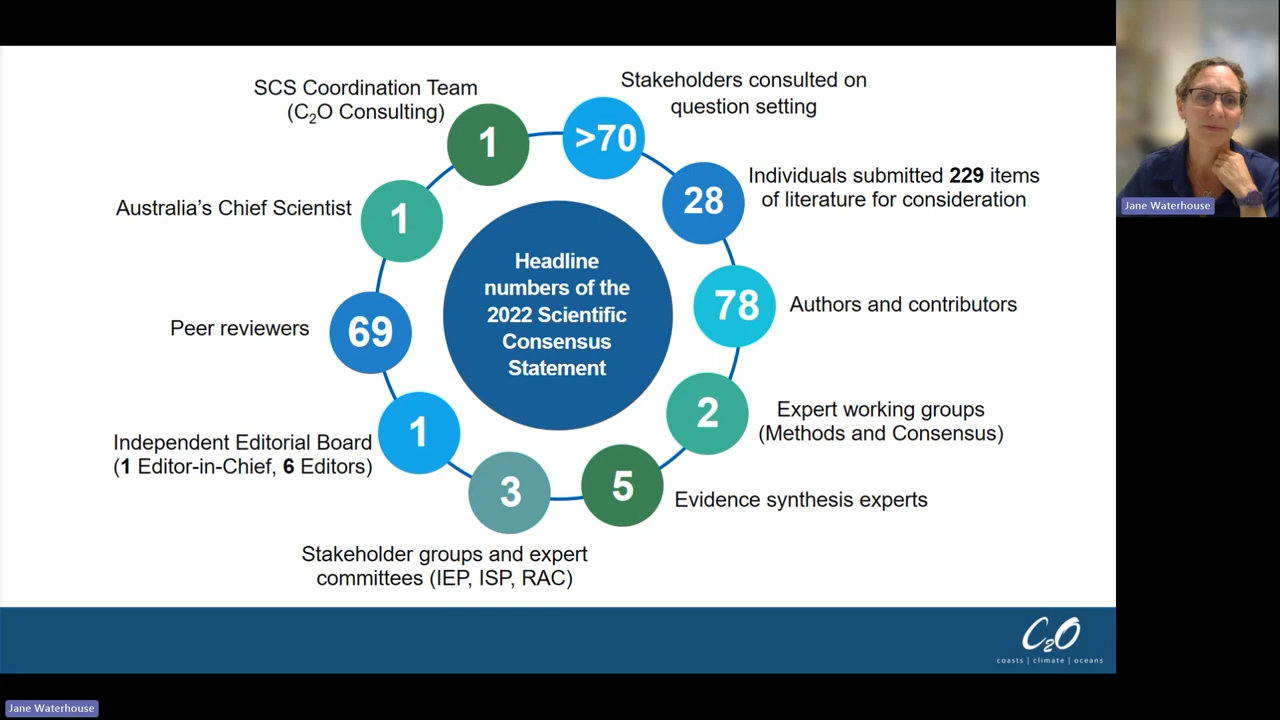 SCS Coordination Team
(C₂O Consulting)
1
Stakeholders consulted on
question setting
>70
Individuals submitted 229 items
of literature for consideration
28
Authors and contributors
78
Expert working groups
(Methods and Consensus)
2
Evidence synthesis experts
5
Stakeholder groups and expert
committees (IEP, ISP, RAC)
3
Independent Editorial Board
(1 Editor-in-Chief, 6 Editors)
1
Peer reviewers
69
Australia’s Chief Scientist
1
Headline
numbers of the
2022 Scientific
Consensus
Statement
C₂O
coasts | climate | oceans
Jane Waterhouse
Jane Waterhouse